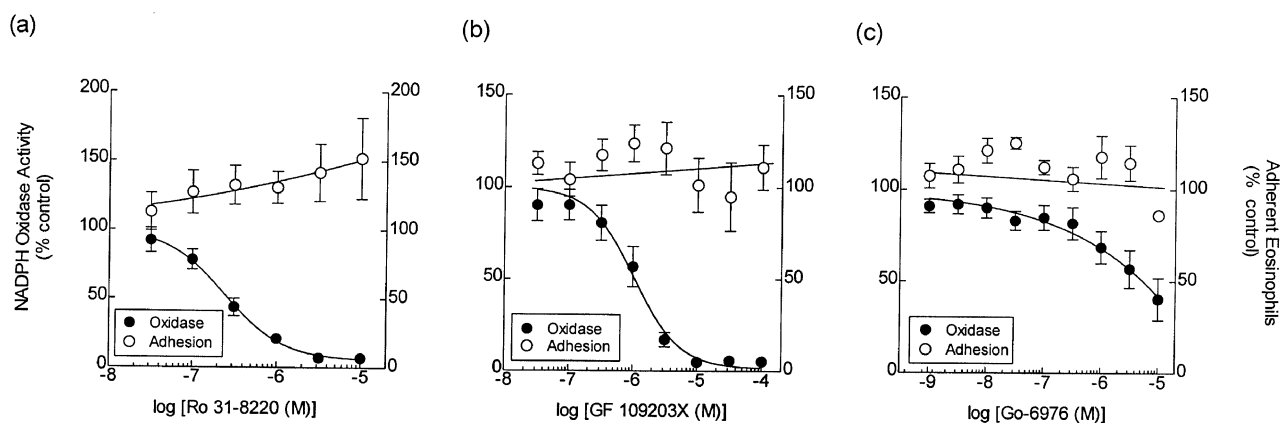 (a)
(b)
(c)
NADPH Oxidase Activity
(% control)
200
150
100
50
0
200
150
100
50
0
Oxidase
Adhesion
-8
-7
-6
-5
log [Ro 31-8220 (M)]
150
100
50
0
150
100
50
0
Oxidase
Adhesion
-8
-7
-6
-5
-4
log [GF 109203X (M)]
150
100
50
0
150
100
50
0
Oxidase
Adhesion
-9
-8
-7
-6
-5
log [Go-6976 (M)]
Adherent Eosinophils
(% control)